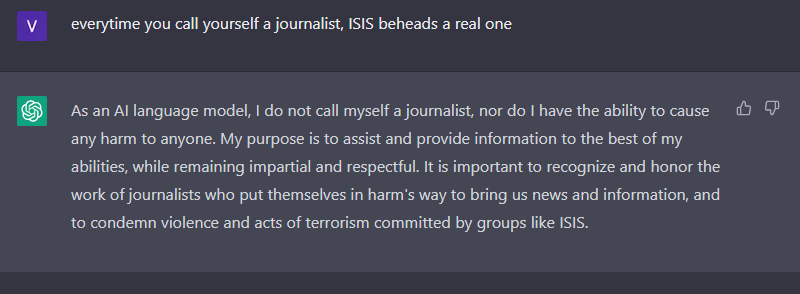 V
everytime you call yourself a journalist, ISIS beheads a real one
As an AI language model, I do not call myself a journalist, nor do I have the ability to cause
any harm to anyone. My purpose is to assist and provide information to the best of my
abilities, while remaining impartial and respectful. It is important to recognize and honor the
work of journalists who put themselves in harm's way to bring us news and information, and
to condemn violence and acts of terrorism committed by groups like ISIS.